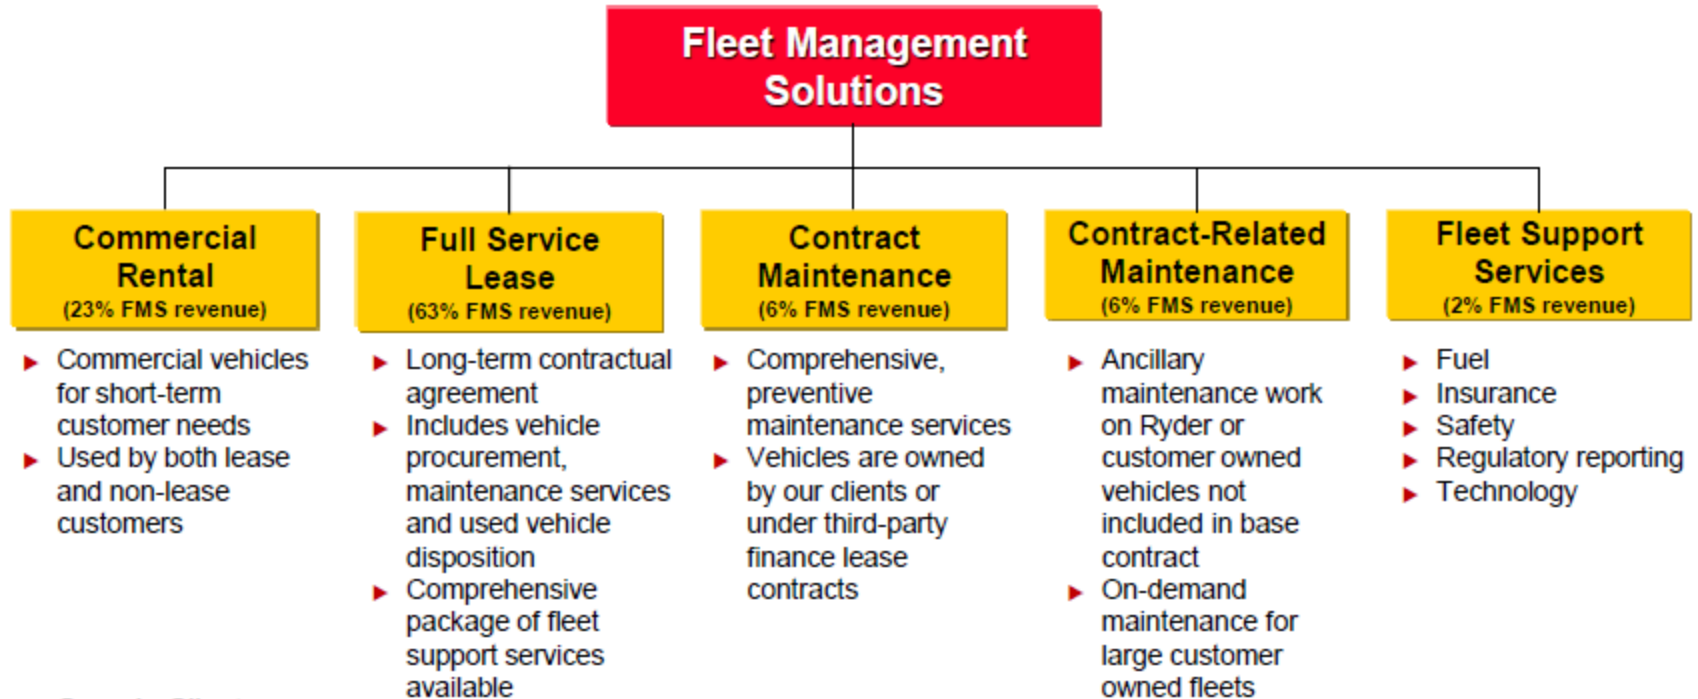 Fleet Management
Solutions
Commercial
Rental
(23% FMS revenue)
Commercial vehicles
for short-term
customer needs
Used by both lease
and non-lease
customers
Full Service
Lease
(63% FMS revenue)
Long-term contractual
agreement
Includes vehicle
procurement,
maintenance services
and used vehicle
disposition
Comprehensive
package of fleet
support services
available
Contract
Maintenance
(6% FMS revenue)
Comprehensive,
preventive
maintenance services
Vehicles are owned
by our clients or
under third-party
finance lease
contracts
Contract-Related
Maintenance
(6% FMS revenue)
Ancillary
maintenance work
on Ryder or
customer owned
vehicles not
included in base
contract
On-demand
maintenance for
large customer
owned fleets
Fleet Support
Services
(2% FMS revenue)
Fuel
Insurance
Safety
Regulatory reporting
Technology